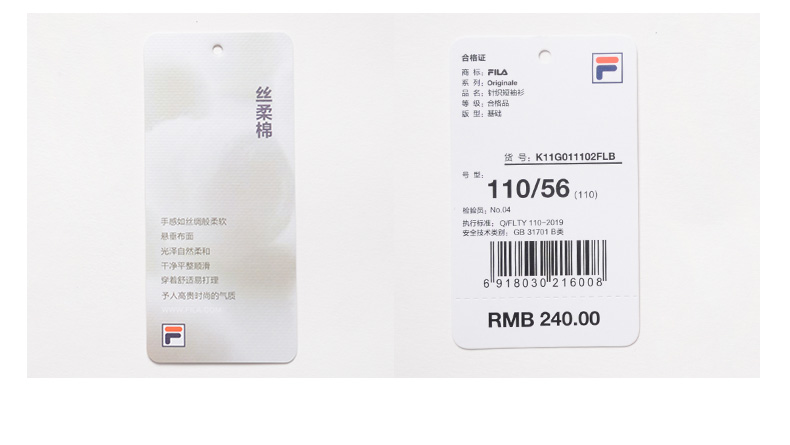 丝柔棉
手感如丝绸般柔软
悬垂布面
光泽自然柔和
干净平整顺滑
穿着舒适易打理
予人高贵时尚的气质
合格证
商 标：FILA
系 列：Originale
品 名：针织短袖衫
等 级：合格品
版 型：基础
货 号：K11G011102FLB
号 型：
110/56 (110)
检验员：No.04
执行标准： Q/FLTY 110-2019
安全技术类别： GB 31701 B类
6 918030 216008
RMB 240.00